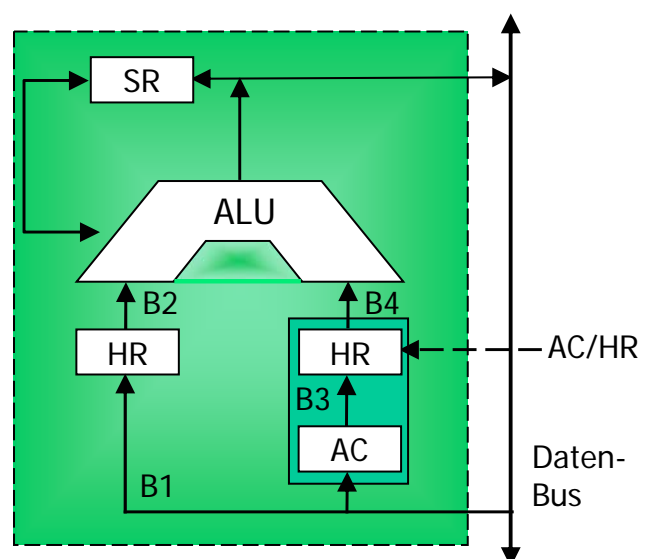 SR
ALU
B2
B4
HR
HR
AC/HR
B3
AC
B1
Daten-
Bus